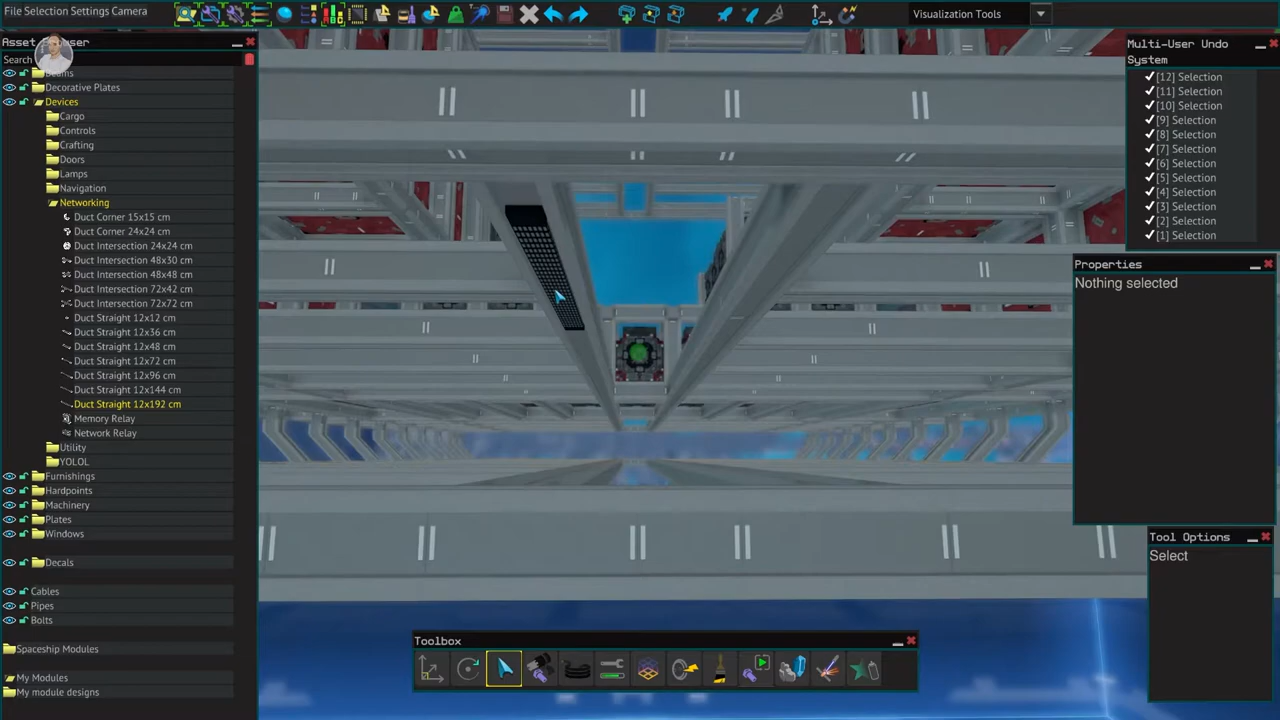 File Selection Settings Camera
Visualization Tools
Asset Browser
Search
Beams
Decorative Plates
Devices
Cargo
Controls
Crafting
Doors
Lamps
Navigation
Networking
Duct Corner 15x15 cm
Duct Corner 24x24 cm
Duct Intersection 24x24 cm
Duct Intersection 48x30 cm
Duct Intersection 48x48 cm
Duct Intersection 72x42 cm
Duct Intersection 72x72 cm
Duct Straight 12x12 cm
Duct Straight 12x36 cm
Duct Straight 12x48 cm
Duct Straight 12x72 cm
Duct Straight 12x96 cm
Duct Straight 12x144 cm
Duct Straight 12x192 cm
Memory Relay
Network Relay
Utility
YOLOL
Furnishings
Hardpoints
Machinery
Plates
Windows
Decals
Cables
Pipes
Bolts
Spaceship Modules
My Modules
My module designs
Multi-User Undo
System
[12] Selection
[11] Selection
[10] Selection
[9] Selection
[8] Selection
[7] Selection
[6] Selection
[5] Selection
[4] Selection
[3] Selection
[2] Selection
[1] Selection
Properties
Nothing selected
Tool Options
Select
Toolbox